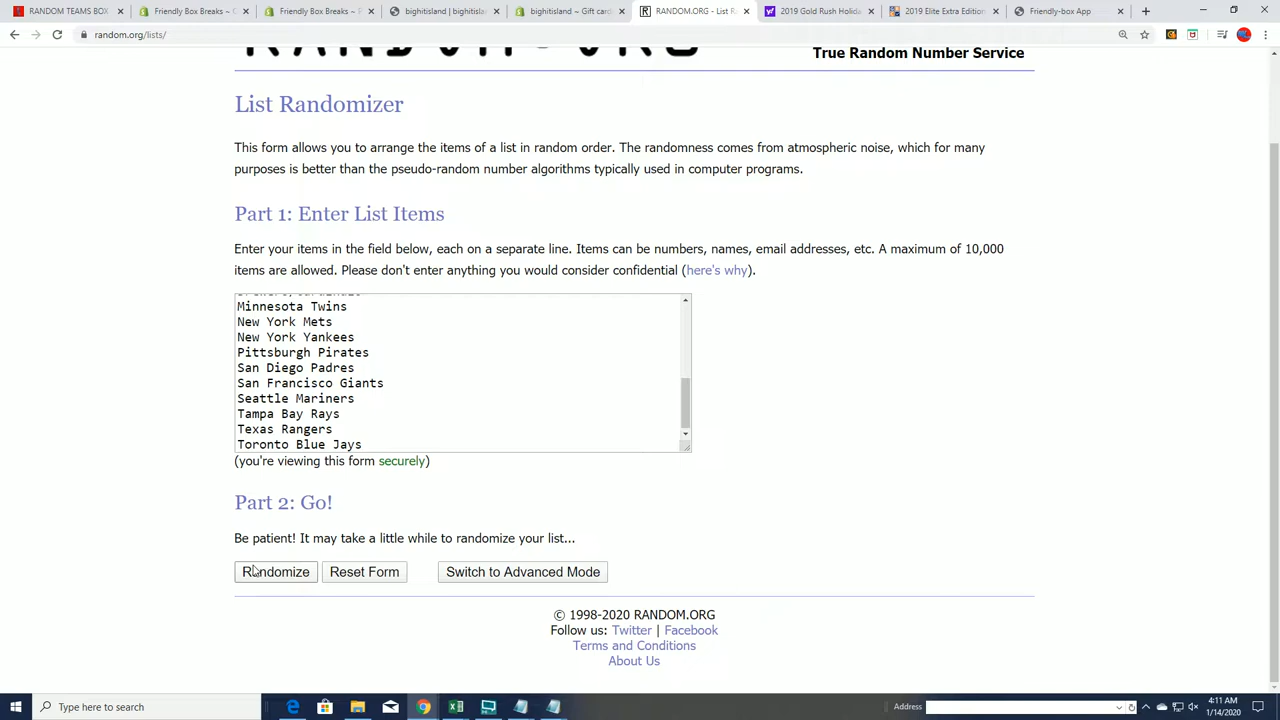 RANDOM TEAMS BOX
Friendly Box Breaks ~
Friendly Box Breaks ~
bighitisland | bighitisland
bighitisland ~ Gift card
RANDOM.ORG - List R
2019 Gold Rush Holid
2019 Elite Extra Edition
Friendly-box App
random.org/lists/
RANDOM.ORG
True Random Number Service
List Randomizer
This form allows you to arrange the items of a list in random order. The randomness comes from atmospheric noise, which for many
purposes is better than the pseudo-random number algorithms typically used in computer programs.
Part 1: Enter List Items
Enter your items in the field below, each on a separate line. Items can be numbers, names, email addresses, etc. A maximum of 10,000
items are allowed. Please don't enter anything you would consider confidential (here's why).
Minnesota Twins
New York Mets
New York Yankees
Pittsburgh Pirates
San Diego Padres
San Francisco Giants
Seattle Mariners
Tampa Bay Rays
Texas Rangers
Toronto Blue Jays
(you're viewing this form securely)
Part 2: Go!
Be patient! It may take a little while to randomize your list...
Randomize Reset Form Switch to Advanced Mode
© 1998-2020 RANDOM.ORG
Follow us: Twitter | Facebook
Terms and Conditions
About Us
Type here to search
Address
4:11 AM
1/14/2020